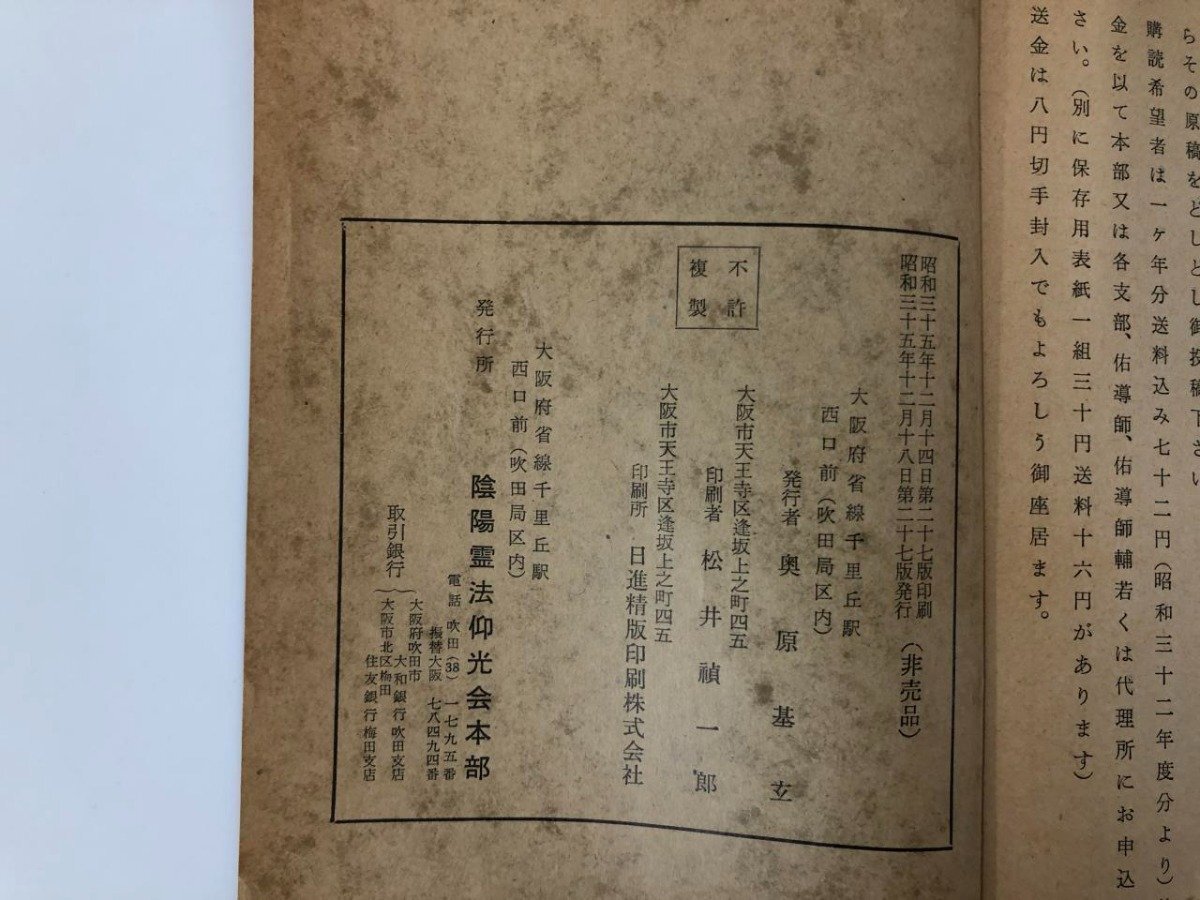 らその原稿をどしどし御投稿下さい
購読希望者は一ヶ年分送料込み七十二円(昭和三十二年度分より)
金を以て本部又は各支部、佑導師、佑導師輔若くは代理所にお申込
さい。(別に保存用表紙一組三十円送料十六円があります)
送金は八円切手封入でもよろしう御座居ます。
昭和三十五年十二月十四日第二十七版印刷
昭和三十五年十二月十八日第二十七版発行
(非売品)
不許
複製
大阪府省線千里丘駅
西口前(吹田局区内)
発行者 奥原基立
大阪市天王寺区逢坂上之町四五
印刷者 松井禎一郎
大阪市天王寺区逢坂上之町四五
印刷所 日進精版印刷株式会社
大阪府省線千里丘駅
西口前(吹田局区内)
発行所 陰陽霊法仰光会本部
電話 吹田(38)一七九五番
振替大阪 七八四九四番
取引銀行
大阪府吹田市
大和銀行吹田支店
大阪市北区梅田
住友銀行梅田支店